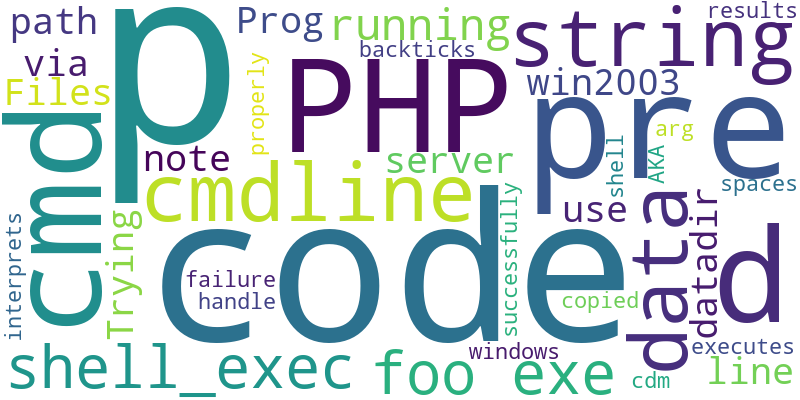 path
p
Prog
running
string
results
via
backticks
PHP
win2003
Files
properly
pre
cmd
note
server
arg
cmdline
shell
AKA
spaces
use
data
datadir
d
code
Trying
interprets
successfully
failure
handle
copied
windows
executes
shell_exec
foo exe
cdm
line